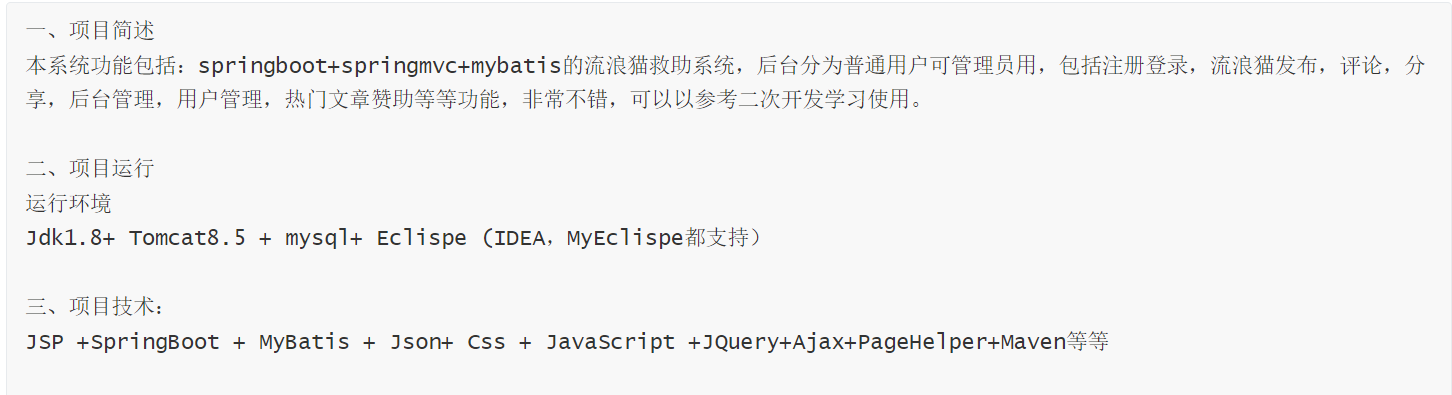 一、项目简述
本系统功能包括：springboot+springmvc+mybatis的流浪猫救助系统，后台分为普通用户可管理员用，包括注册登录，流浪猫发布，评论，分
享，后台管理，用户管理，热门文章赞助等等功能，非常不错，可以以参考二次开发学习使用。
二、项目运行
运行环境
Jdk1.8+ Tomcat8.5 + mysql+ Eclispe (IDEA，MyEclispe都支持）
三、项目技术：
JSP +SpringBoot + MyBatis + Json+ Css + JavaScript +JQuery+Ajax+PageHelper+Maven等等